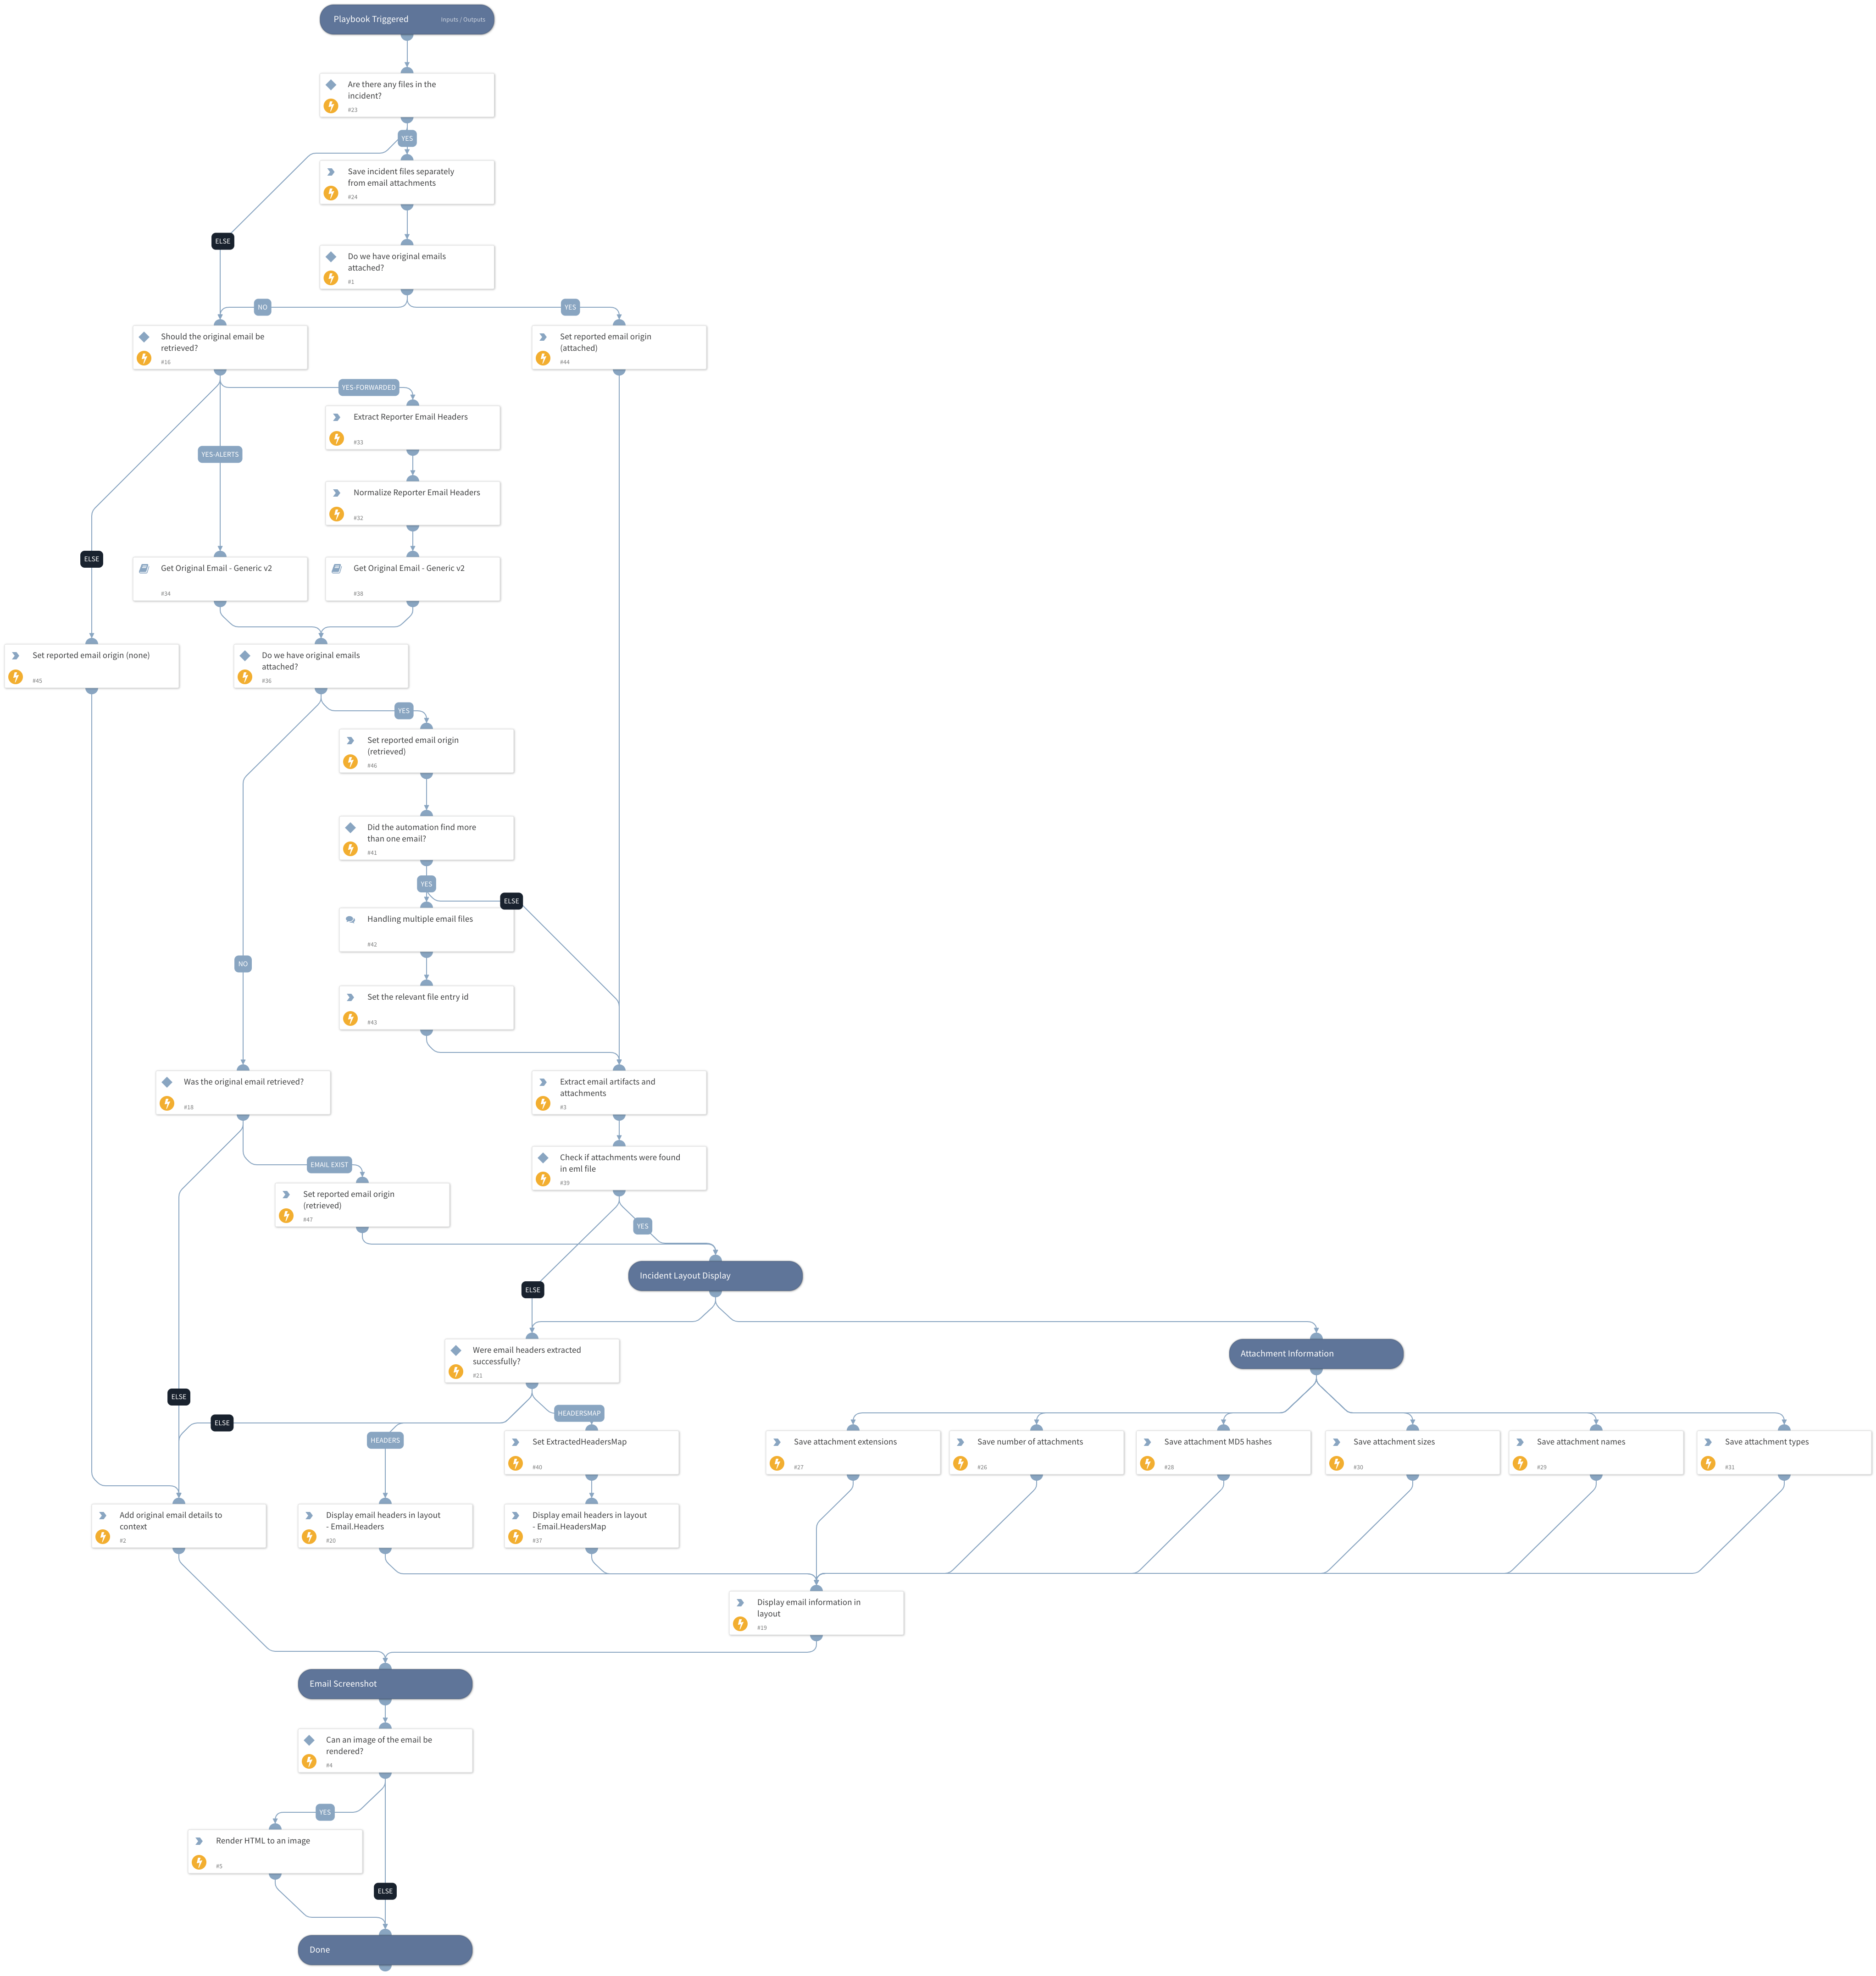 Playbook Triggered
Inputs / Outputs
Are there any files in the
incident?
#23
YES
Save incident files separately
from email attachments
#24
ELSE
Do we have original emails
attached?
#1
NO
YES
Should the original email be
retrieved?
#16
Set reported email origin
(attached)
#44
YES-FORWARDED
Extract Reporter Email Headers
#33
YES-ALERTS
Normalize Reporter Email Headers
#32
ELSE
Get Original Email - Generic v2
#34
Get Original Email - Generic v2
#38
Set reported email origin (none)
#45
Do we have original emails
attached?
#36
YES
Set reported email origin
(retrieved)
#46
Did the automation find more
than one email?
#41
YES
ELSE
Handling multiple email files
#42
NO
Set the relevant file entry id
#43
Was the original email retrieved?
#18
Extract email artifacts and
attachments
#3
EMAIL EXIST
Check if attachments were found
in eml file
#39
Set reported email origin
(retrieved)
#47
YES
Incident Layout Display
ELSE
Were email headers extracted
successfully?
#21
Attachment Information
ELSE
ELSE
HEADERSMAP
HEADERS
Set ExtractedHeadersMap
#40
Save attachment extensions
#27
Save number of attachments
#26
Save attachment MD5 hashes
#28
Save attachment sizes
#30
Save attachment names
#29
Save attachment types
#31
Add original email details to
context
#2
Display email headers in layout
- Email.Headers
#20
Display email headers in layout
- Email.HeadersMap
#37
Display email information in
layout
#19
Email Screenshot
Can an image of the email be
rendered?
#4
YES
Render HTML to an image
#5
ELSE
Done